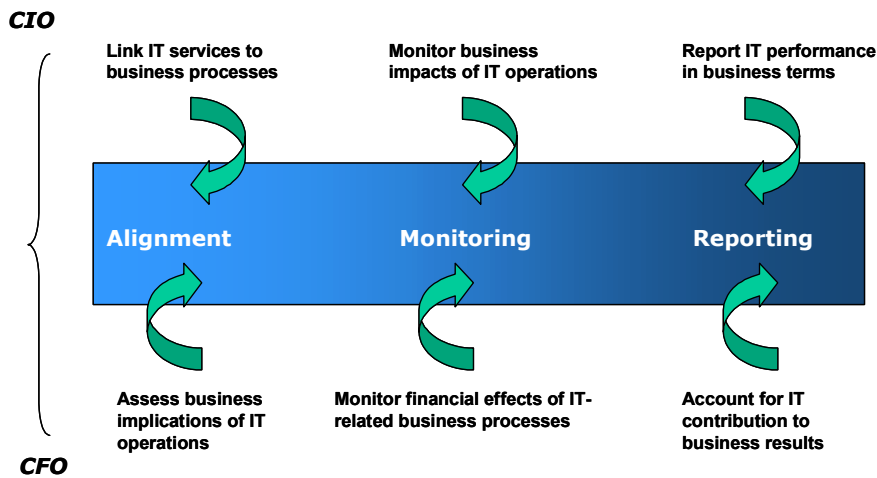 CIO
Link IT services to
business processes
Monitor business
impacts of IT operations
Report IT performance
in business terms
Alignment
Monitoring
Reporting
Assess business
implications of IT
operations
Monitor financial effects of IT-
related business processes
Account for IT
contribution to
business results
CFO